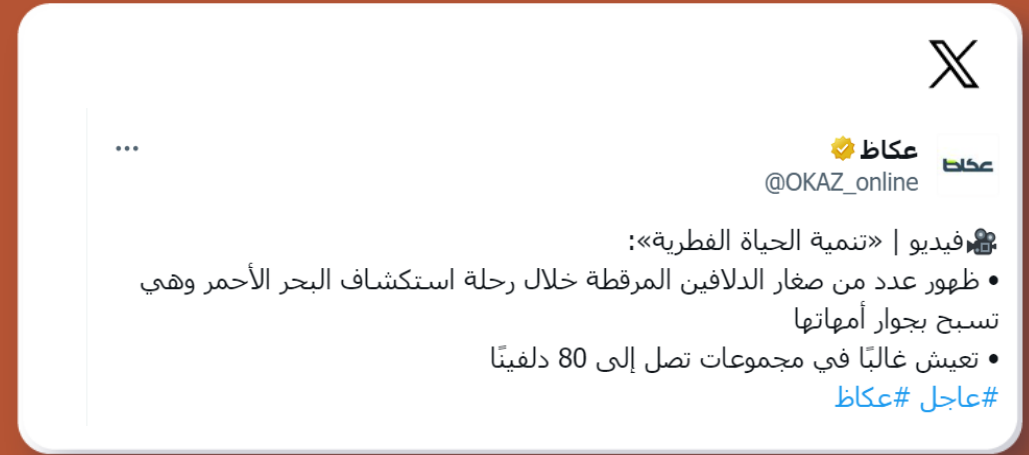 عكاظ
@OKAZ_online
عكاظ
🎥فيديو | «تنمية الحياة الفطرية»:
• ظهور عدد من صغار الدلافين المرقطة خلال رحلة استكشاف البحر الأحمر وهي
تسبح بجوار أمهاتها
• تعيش غالبًا في مجموعات تصل إلى 80 دلفينًا
#عاجل #عكاظ